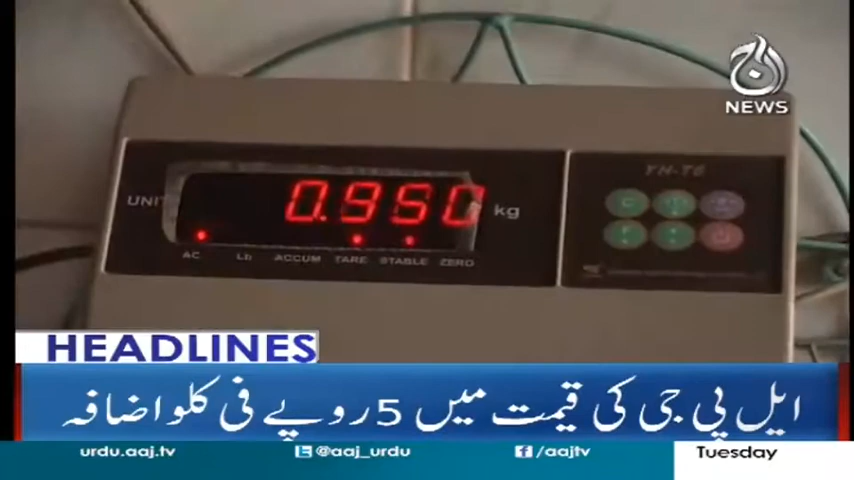 آج
NEWS
YH-T6
UNIT 0.950 kg
AC Lb ACCUM TARE STABLE ZERO
HEADLINES
ایل پی جی کی قیمت میں 5 روپے فی کلو اضافہ
urdu.aaj.tv @aaj_urdu /aajtv Tuesday